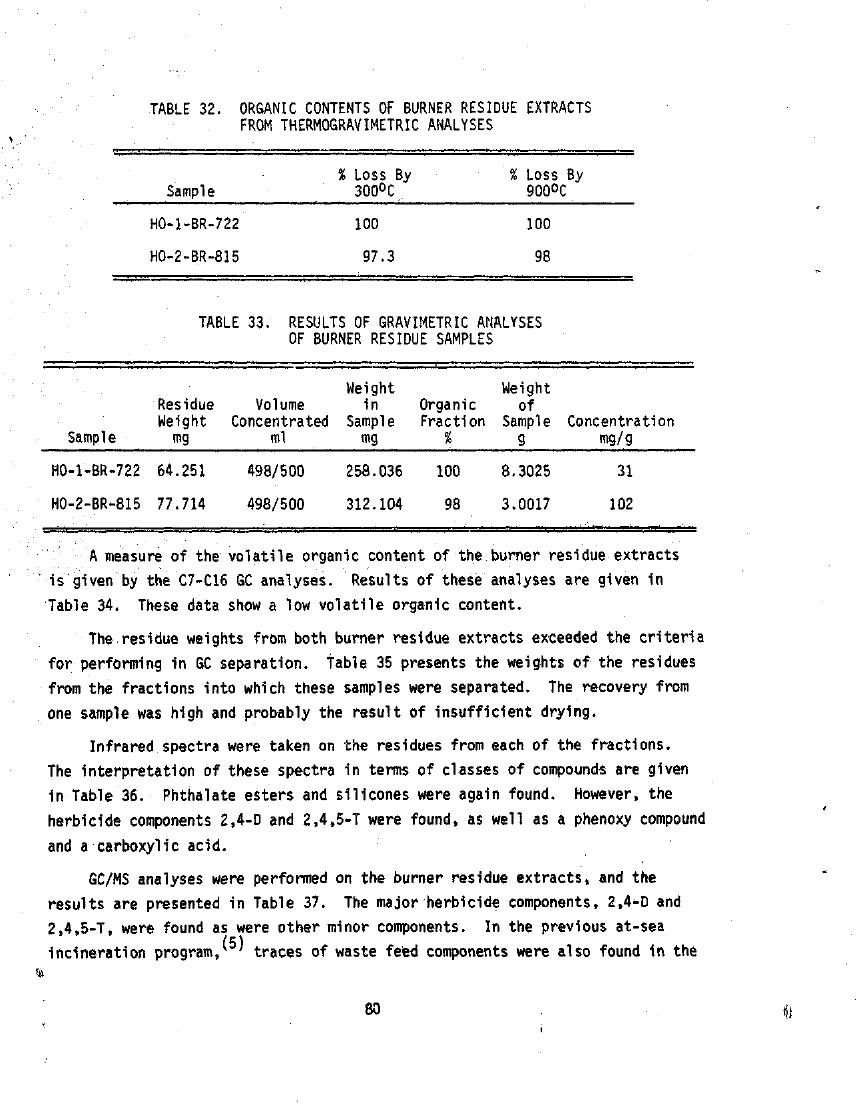 TABLE 32. ORGANIC CONTENTS OF BURNER RESIDUE EXTRACTS
FROM THERMOGRAVIMETRIC ANALYSES
% Loss By % Loss By
Sample 300°C 900°C
HO-1-BR-722 100 100
HO-2-BR-815 97.3 98
TABLE 33. RESULTS OF GRAVIMETRIC ANALYSES
OF BURNER RESIDUE SAMPLES
Weight Weight
Residue Volume in Organic of
Weight Concentrated Sample Fraction Sample Concentration
Sample mg ml mg % g mg/g
HO-1-BR-722 64.251 498/500 258.036 100 8.3025 31
HO-2-BR-815 77.714 498/500 312.104 98 3.0017 102
A measure of the volatile organic content of the burner residue extracts
is given by the C7-C16 GC analyses. Results of these analyses are given in
Table 34. These data show a low volatile organic content.
The residue weights from both burner residue extracts exceeded the criteria
for performing in GC separation. Table 35 presents the weights of the residues
from the fractions into which these samples were separated. The recovery from
one sample was high and probably the result of insufficient drying.
Infrared spectra were taken on the residues from each of the fractions.
The interpretation of these spectra in terms of classes of compounds are given
in Table 36. Phthalate esters and silicones were again found. However, the
herbicide components 2,4-D and 2,4,5-T were found, as well as a phenoxy compound
and a carboxylic acid.
GC/MS analyses were performed on the burner residue extracts, and the
results are presented in Table 37. The major herbicide components, 2,4-D and
2,4,5-T, were found as were other minor components. In the previous at-sea
incineration program,(5) traces of waste feed components were also found in the
80